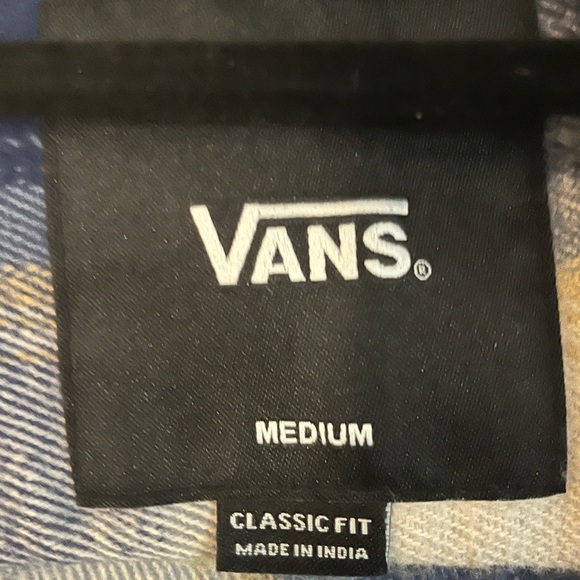 VANS®
MEDIUM
CLASSIC FIT
MADE IN INDIA